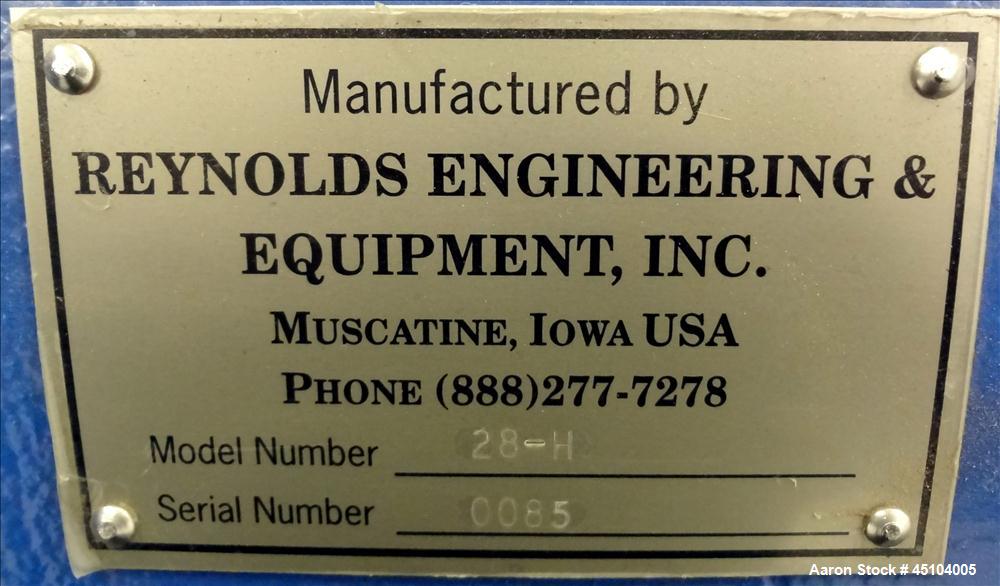 Manufactured by
REYNOLDS ENGINEERING &
EQUIPMENT, INC.
MUSCATINE, IOWA USA
PHONE (888)277-7278
Model Number 28-H
Serial Number 0085
Aaron Stock # 45104005